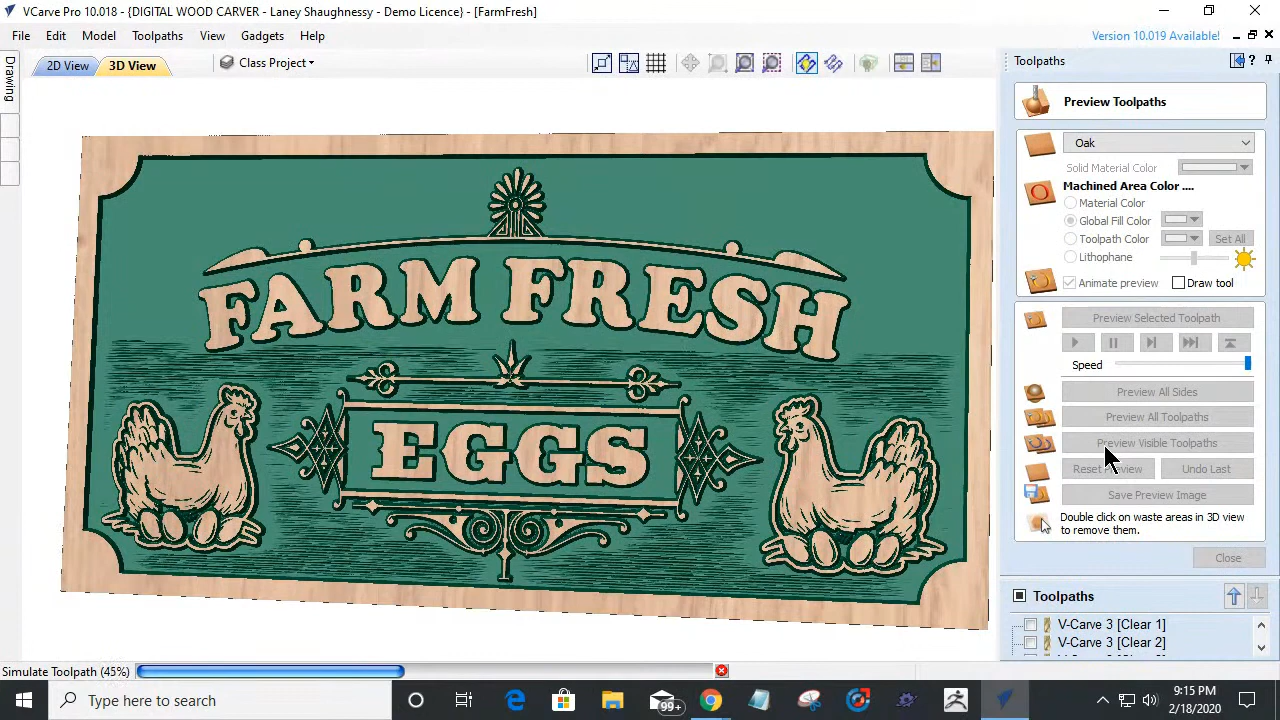 VCarve Pro 10.018 - {DIGITAL WOOD CARVER - Laney Shaughnessy - Demo Licence} - [FarmFresh]
File Edit Model Toolpaths View Gadgets Help
Version 10.019 Available!
Drawing
2D View
3D View
Class Project
Toolpaths
Preview Toolpaths
Oak
Solid Material Color
Machined Area Color ....
Material Color
Global Fill Color
Toolpath Color
Set All
Lithophane
Animate preview
Draw tool
Preview Selected Toolpath
Speed
Preview All Sides
Preview All Toolpaths
Preview Visible Toolpaths
Reset Preview
Undo Last
Save Preview Image
Double click on waste areas in 3D view
to remove them.
Close
Toolpaths
V-Carve 3 [Clear 1]
V-Carve 3 [Clear 2]
FARM FRESH
EGGS
Simulate Toolpath (45%)
Type here to search
99+
9:15 PM
2/18/2020